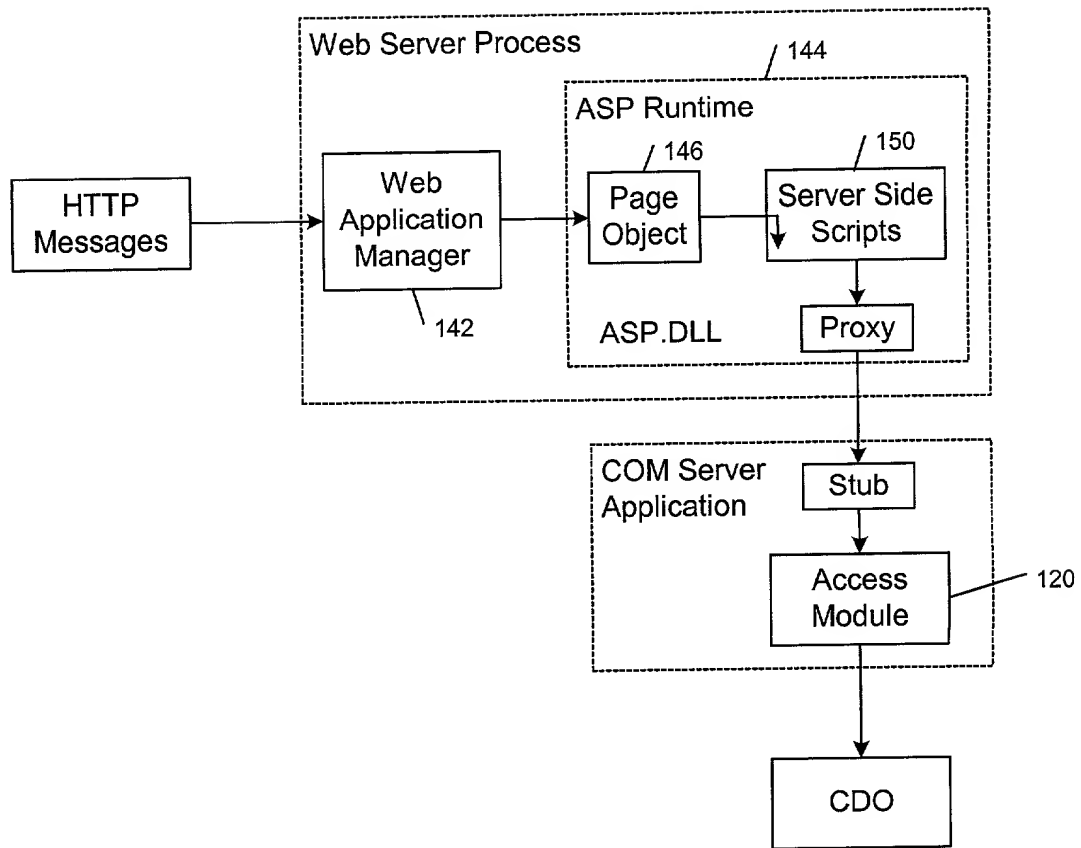 Web Server Process
144
ASP Runtime
146
150
HTTP
Messages
Web
Application
Manager
Page
Object
Server Side
Scripts
142
ASP.DLL
Proxy
COM Server
Application
Stub
Access
Module
120
CDO